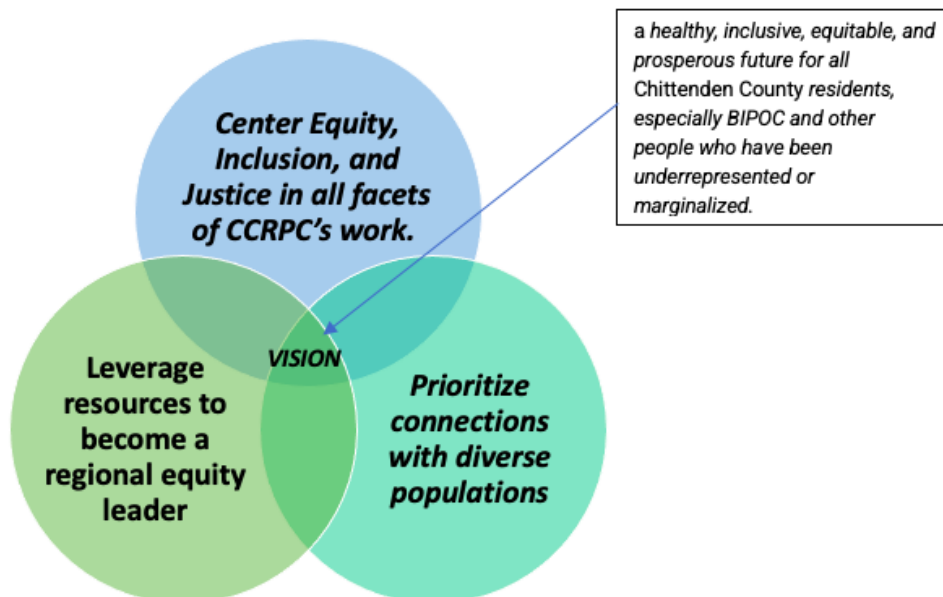 a healthy, inclusive, equitable, and
prosperous future for all
Chittenden County residents,
especially BIPOC and other
people who have been
underrepresented or
marginalized.
Center Equity,
Inclusion, and
Justice in all facets
of CCRPC's work.
VISION
Leverage
resources to
become a
regional equity
leader
Prioritize
connections
with diverse
populations